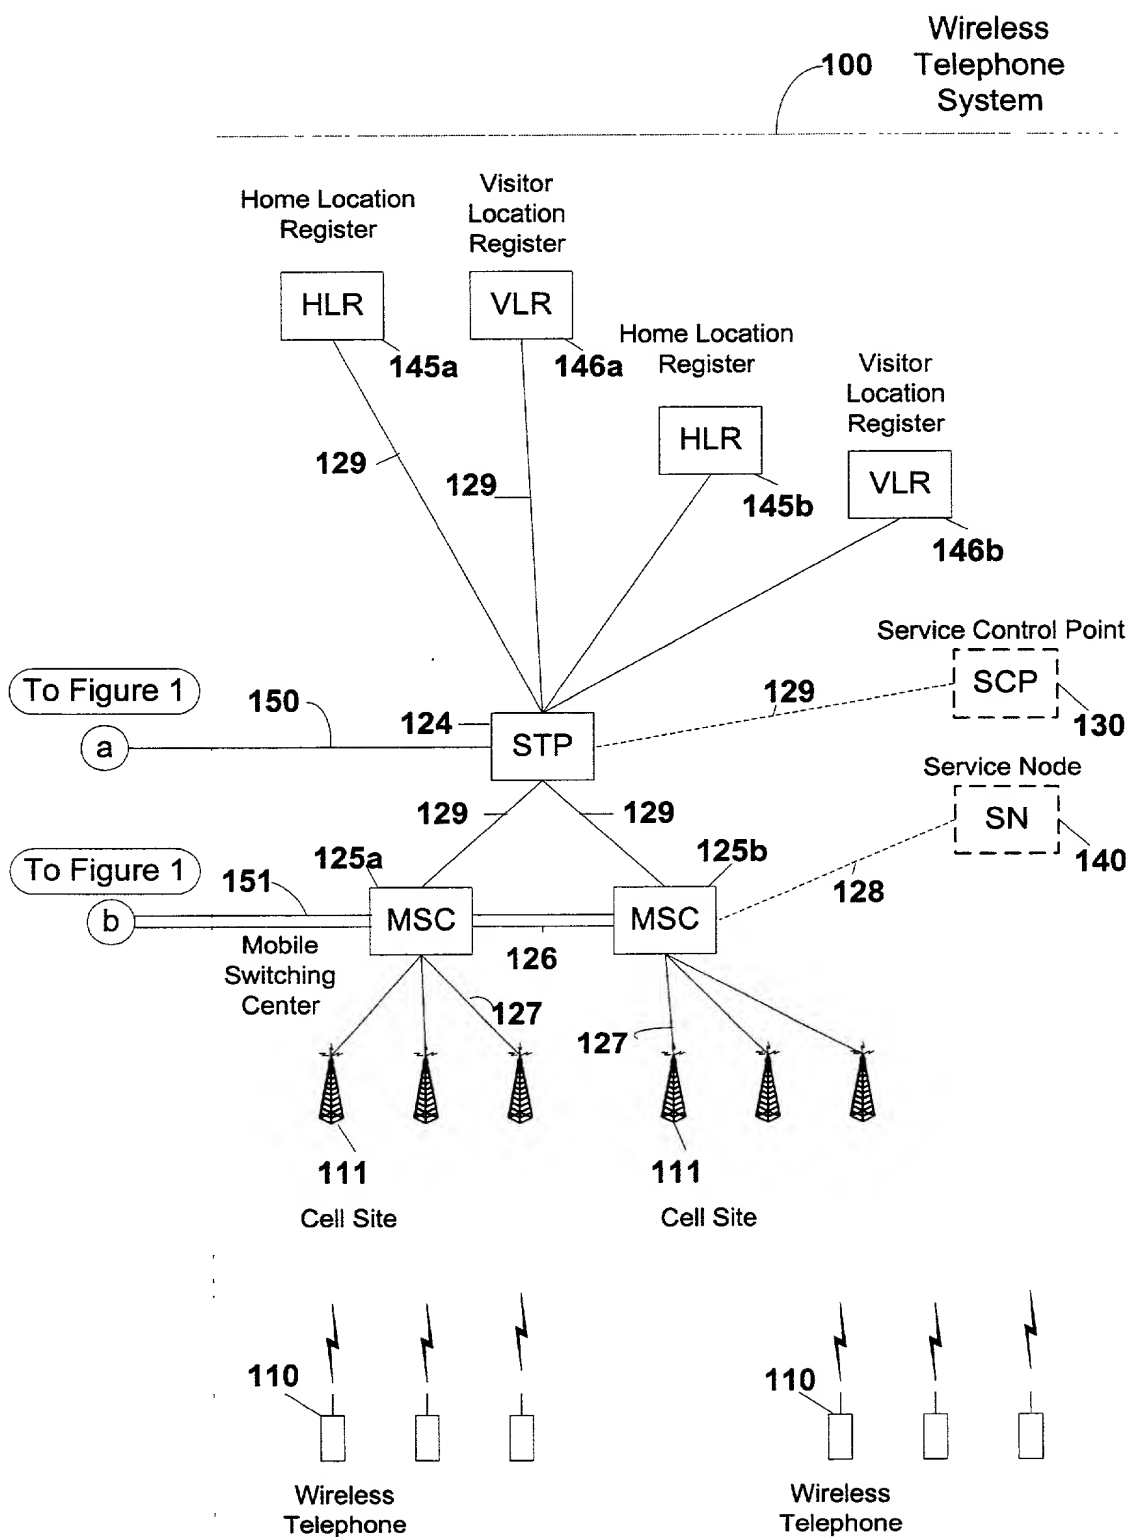 Wireless
Telephone
System
100
Home Location
Register
Visitor
Location
Register
HLR
VLR
145a
146a
Home Location
Register
Visitor
Location
Register
HLR
VLR
145b
146b
129
129
Service Control Point
SCP
130
129
To Figure 1
a
150
124
STP
Service Node
SN
140
129
129
128
To Figure 1
b
151
125a
125b
MSC
MSC
126
Mobile
Switching
Center
127
127
111
111
Cell Site
Cell Site
110
110
Wireless
Telephone
Wireless
Telephone